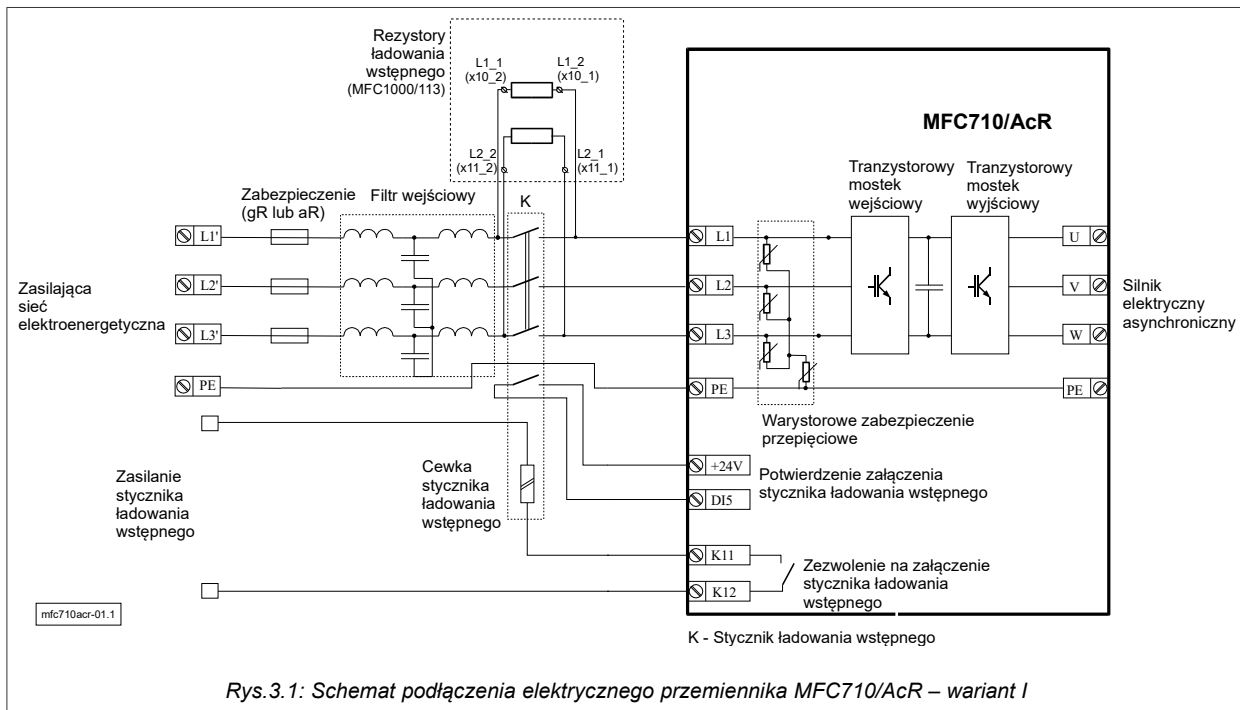 Rezystory
ładowania
wstępnego
(MFC1000/113)
L1_1
(x10_2)
L1_2
(x10_1)
L2_2
(x11_2)
L2_1
(x11_1)
MFC710/AcR
Tranzystorowy
mostek
wejściowy
Tranzystorowy
mostek
wyjściowy
Zabezpieczenie
(gR lub aR)
Filtr wejściowy
K
L1'
L2'
L3'
PE
Zasilająca
sieć
elektroenergetyczna
L1
L2
L3
PE
U
V
W
PE
Silnik
elektryczny
asynchroniczny
Warystorowe zabezpieczenie
przepięciowe
Zasilanie
stycznika
ładowania
wstępnego
Cewka
stycznika
ładowania
wstępnego
+24V
DI5
Potwierdzenie załączenia
stycznika ładowania wstępnego
K11
K12
Zezwolenie na załączenie
stycznika ładowania
wstępnego
mfc710acr-01.1
K - Stycznik ładowania wstępnego
Rys.3.1: Schemat podłączenia elektrycznego przemiennika MFC710/AcR – wariant I